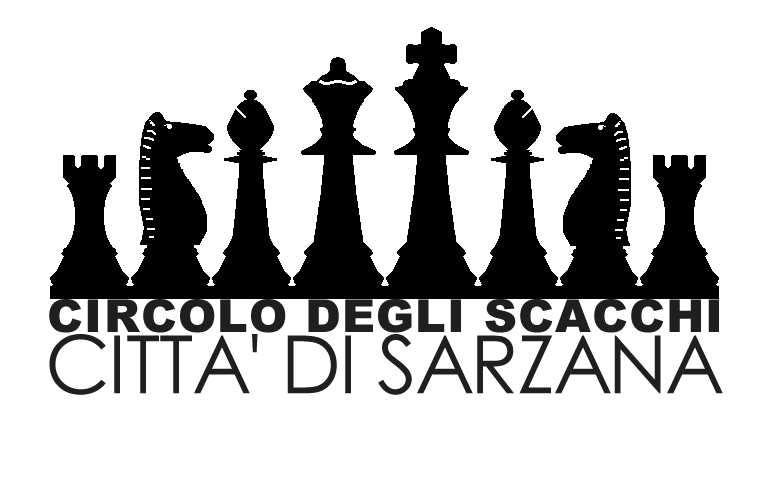 CIRCOLO DEGLI SCACCHI
CITTA' DI SARZANA